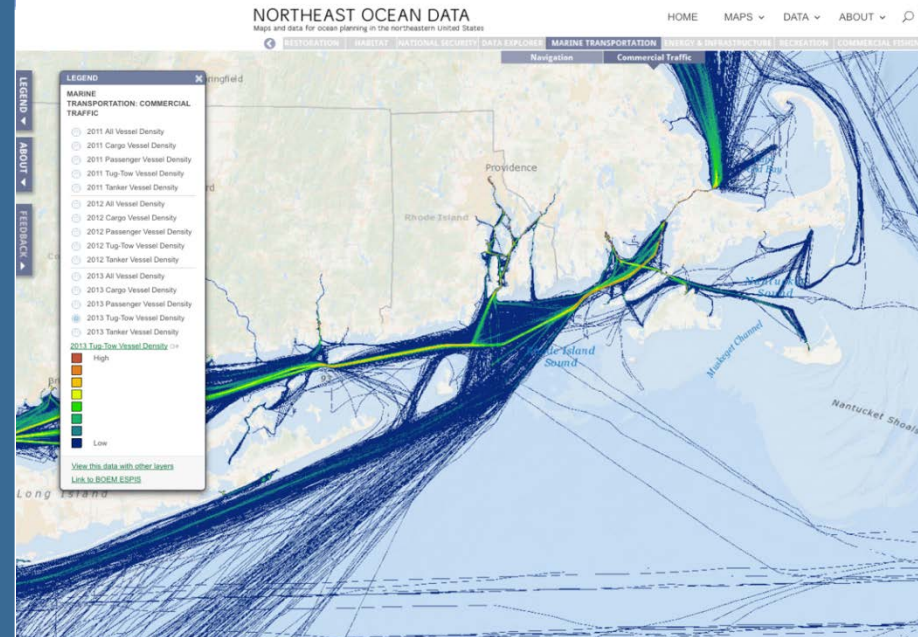 NORTHEAST OCEAN DATA
Maps and data for ocean planning in the northeastern United States
HOME MAPS DATA ABOUT
RESTORATION HABITAT NATIONAL SECURITY DATA EXPLORER MARINE TRANSPORTATION ENERGY & INFRASTRUCTURE RECREATION COMMERCIAL
Navigation Commercial Traffic
LEGEND
ABOUT
FEEDBACK
LEGEND
MARINE
TRANSPORTATION: COMMERCIAL
TRAFFIC
2011 All Vessel Density
2011 Cargo Vessel Density
2011 Passenger Vessel Density
2011 Tug-Tow Vessel Density
2011 Tanker Vessel Density
2012 All Vessel Density
2012 Cargo Vessel Density
2012 Passenger Vessel Density
2012 Tug-Tow Vessel Density
2012 Tanker Vessel Density
2013 All Vessel Density
2013 Cargo Vessel Density
2013 Passenger Vessel Density
2013 Tug-Tow Vessel Density
2013 Tanker Vessel Density
2013 Tug-Tow Vessel Density
High
Low
View this data with other layers
Link to BOEM ESPIS
Providence
Rhode Island
Sound
Rhode Island
Sound
Muskeget Channel
Nantucket Shoals
Long Island